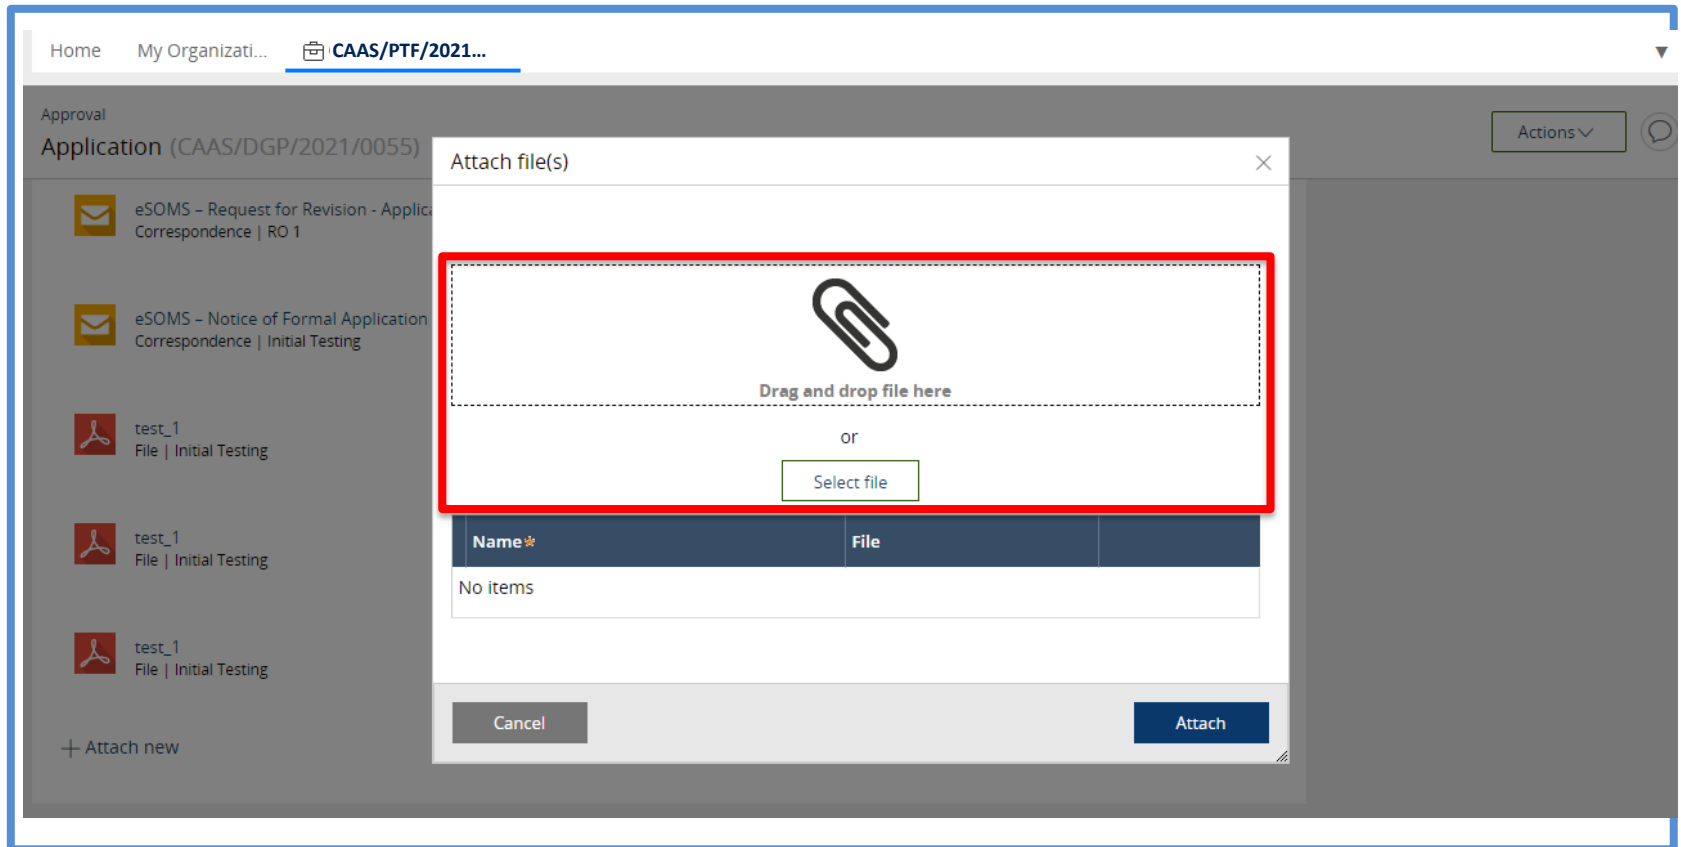 Home My Organizati... CAAS/PTF/2021...
Approval
Application (CAAS/DGP/2021/0055)
Actions
Attach file(s)
eSOMS – Request for Revision - Applic
Correspondence | RO 1
eSOMS – Notice of Formal Application
Correspondence | Initial Testing
test_1
File | Initial Testing
test_1
File | Initial Testing
test_1
File | Initial Testing
+ Attach new
Drag and drop file here
or
Select file
Name* File
No items
Cancel Attach